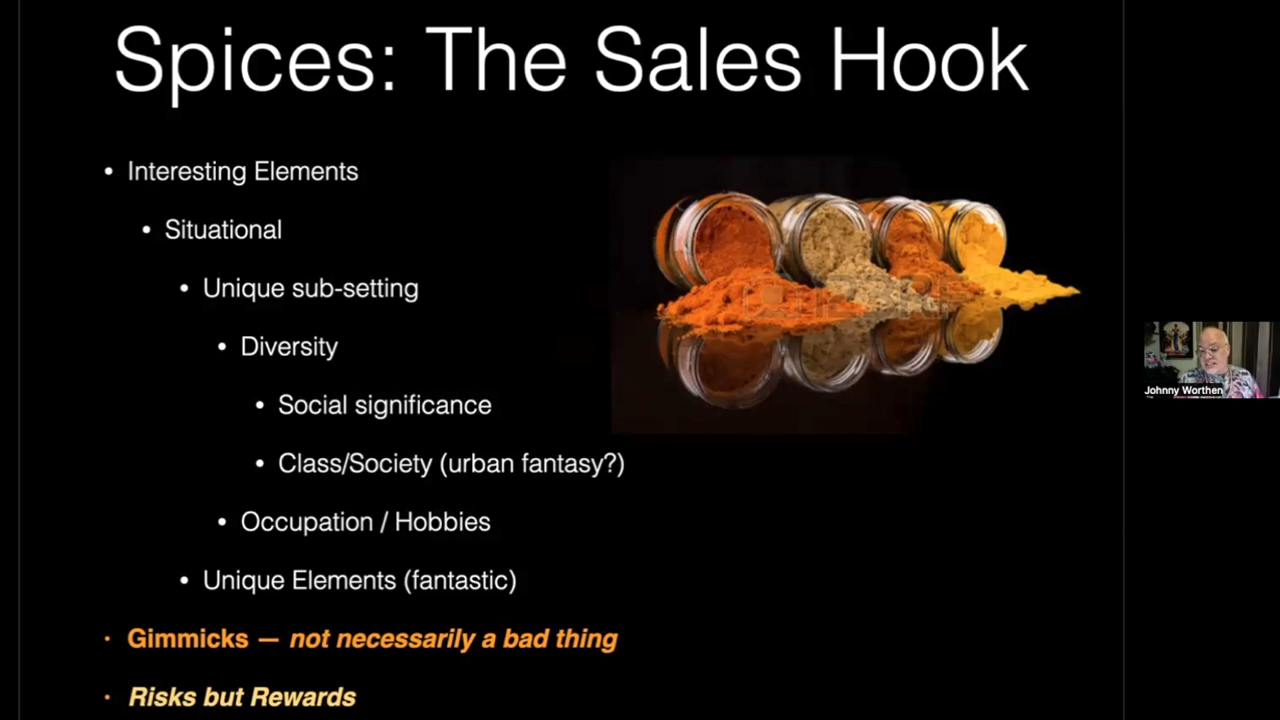 Spices: The Sales Hook
• Interesting Elements
• Situational
• Unique sub-setting
• Diversity
• Social significance
• Class/Society (urban fantasy?)
• Occupation / Hobbies
• Unique Elements (fantastic)
• Gimmicks — not necessarily a bad thing
• Risks but Rewards
Johnny Worthen